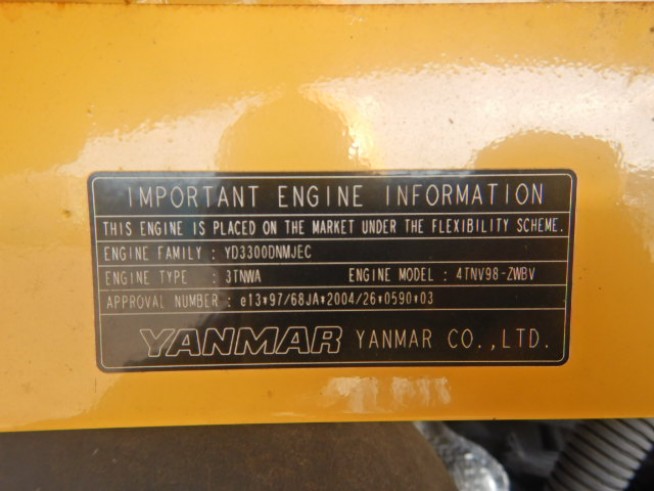 IMPORTANT ENGINE INFORMATION
THIS ENGINE IS PLACED ON THE MARKET UNDER THE FLEXIBILITY SCHEME.
ENGINE FAMILY : YD3300DNMJEC
ENGINE TYPE : 3TNWA ENGINE MODEL : 4TNV98-ZWBV
APPROVAL NUMBER : e13*97/68JA*2004/26*0590*03
YANMAR YANMAR CO.,LTD.